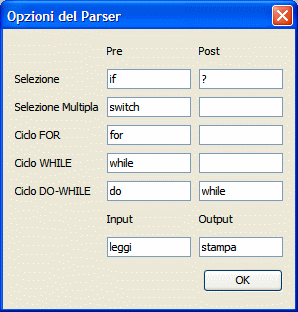 Opzioni del Parser
Pre Post
Selezione if ?
Selezione Multipla switch
Ciclo FOR for
Ciclo WHILE while
Ciclo DO-WHILE do while
Input Output
leggi stampa
OK